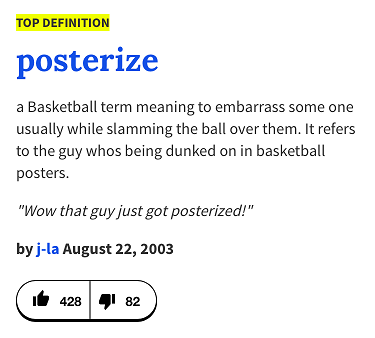 TOP DEFINITION
posterize
a Basketball term meaning to embarrass some one
usually while slamming the ball over them. It refers
to the guy whos being dunked on in basketball
posters.
"Wow that guy just got posterized!"
by j-la August 22, 2003
428 82